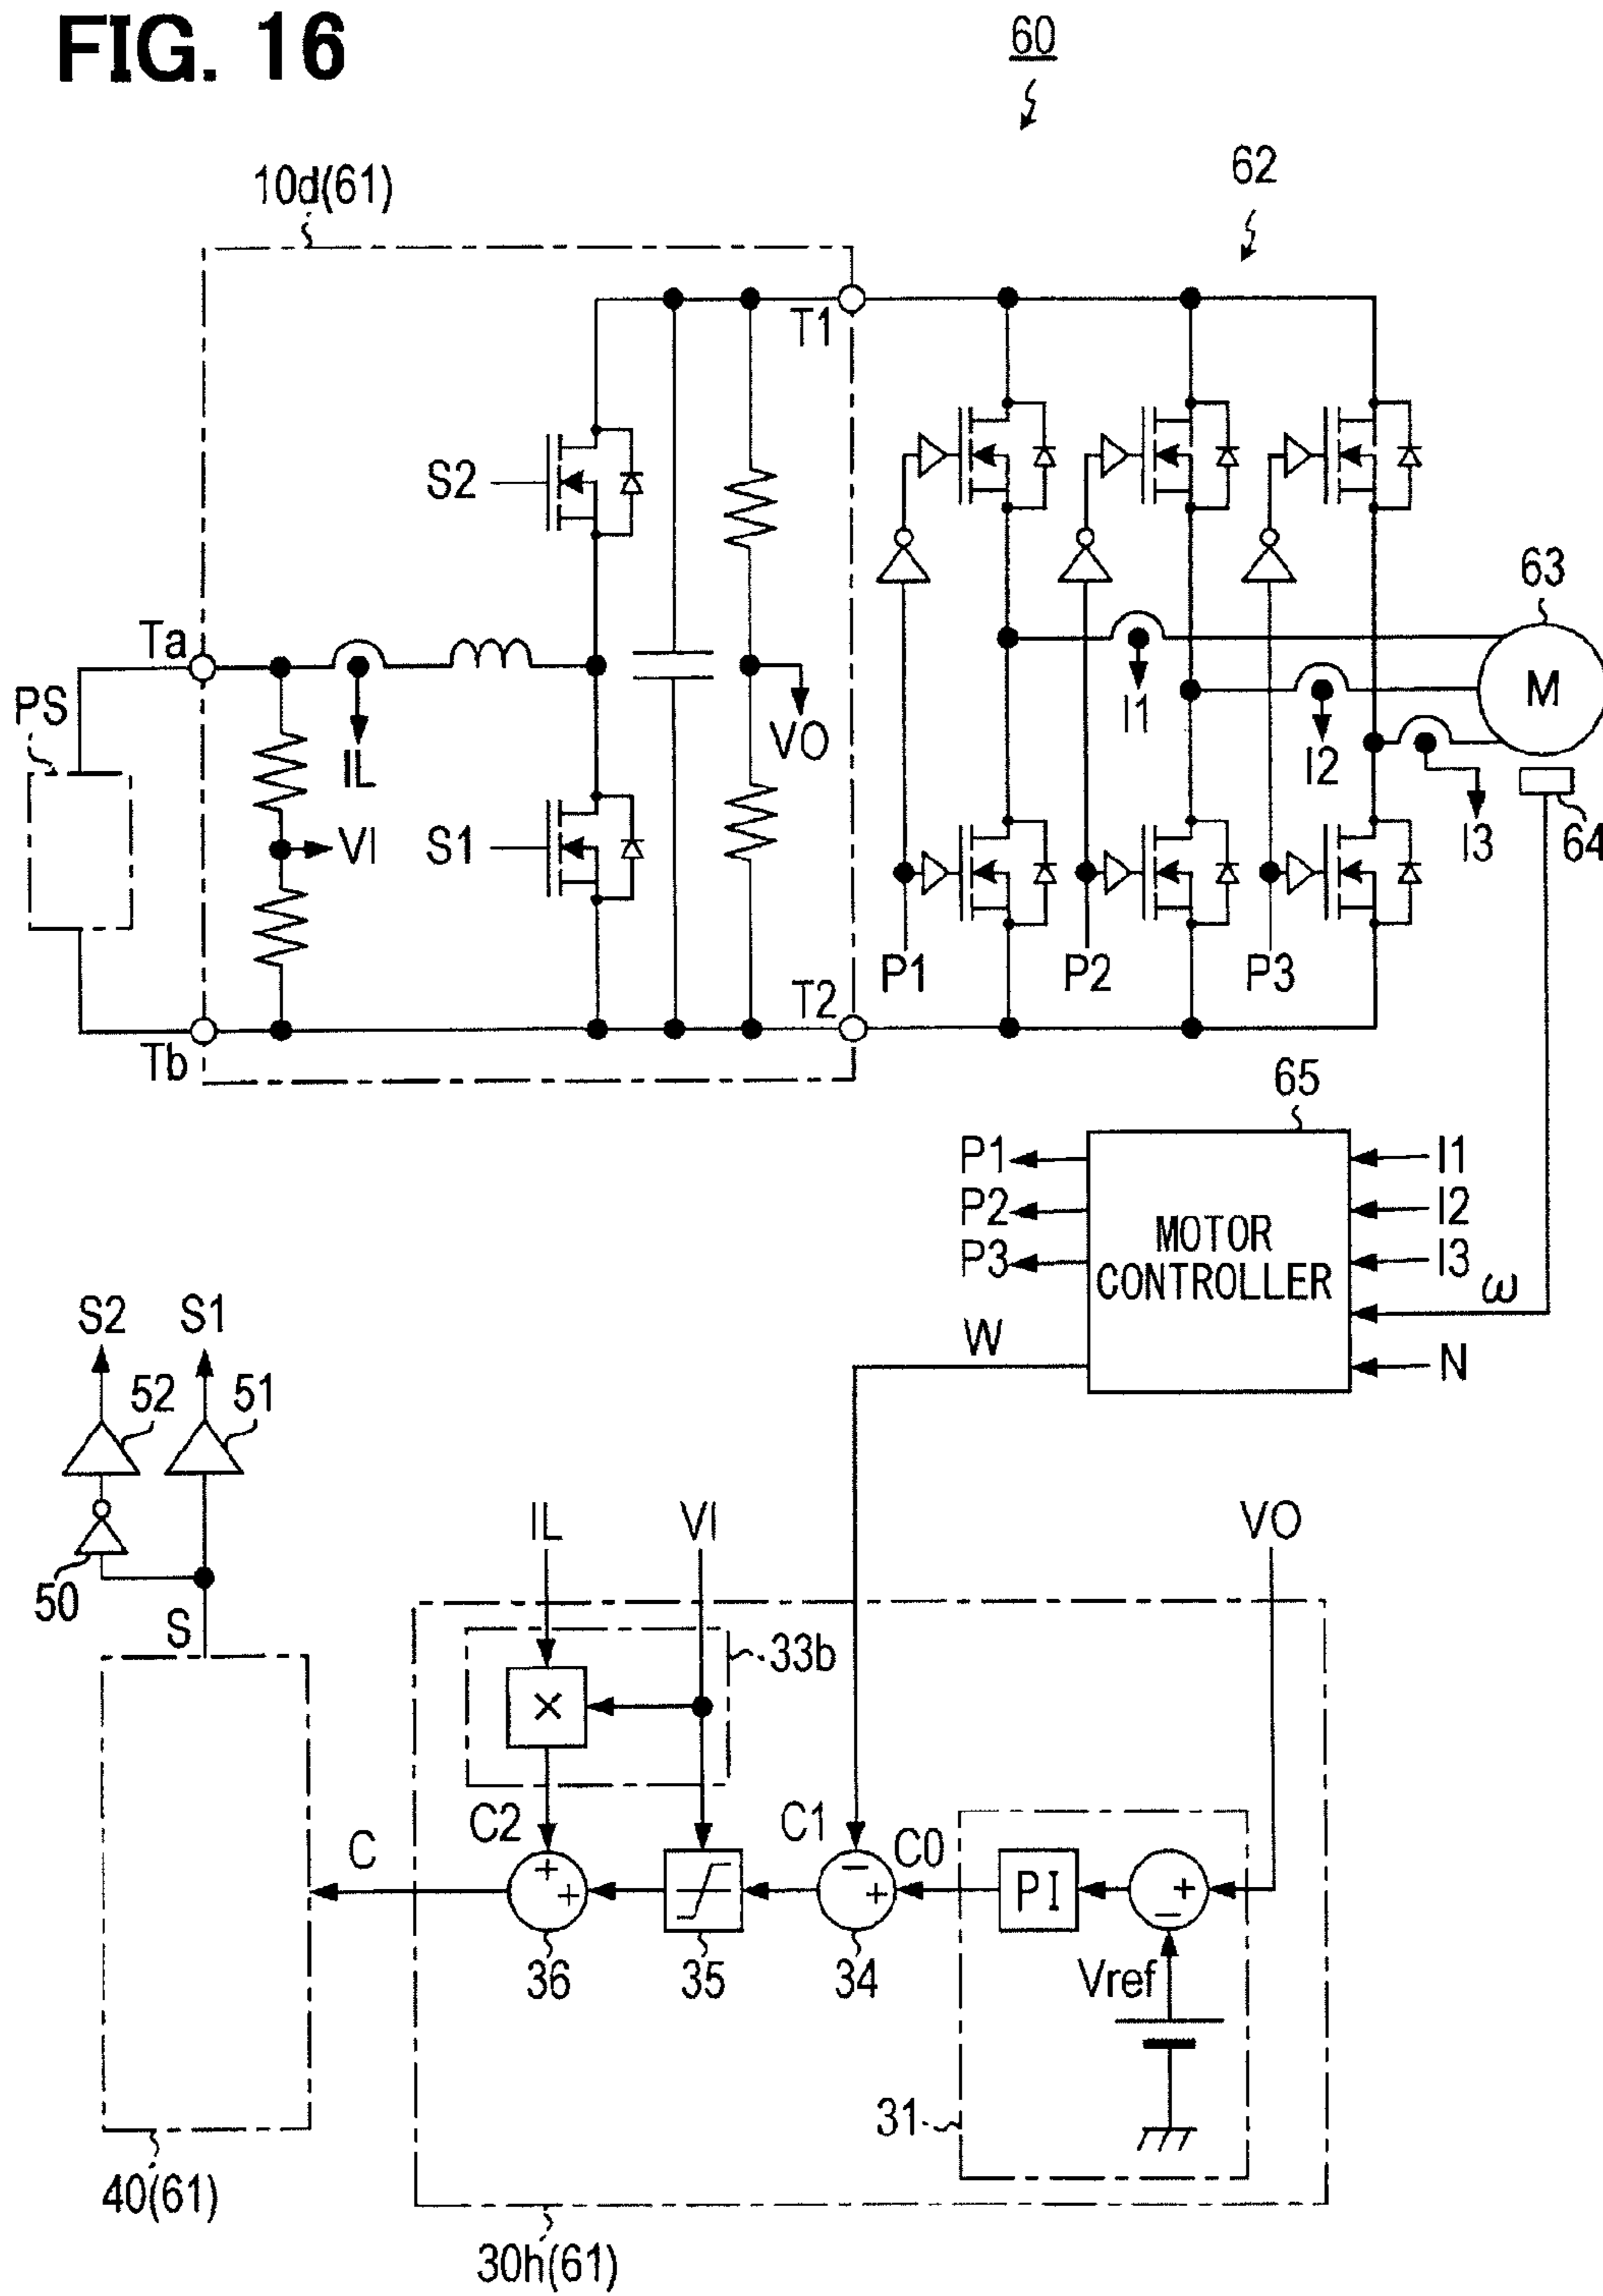 FIG. 16
60
10d(61)
62
T1
S2
63
Ta
M
PS
I1
VO
IL
I2
VI
S1
I3
64
P1
P2
P3
T2
Tb
65
P1
I1
P2
I2
MOTOR
P3
I3
CONTROLLER
ω
S2
S1
W
N
52
51
IL
VI
VO
50
S
33b
×
C2
C1
C0
C
+
+
−
+
PI
+
−
36
35
34
Vref
31
40(61)
30h(61)